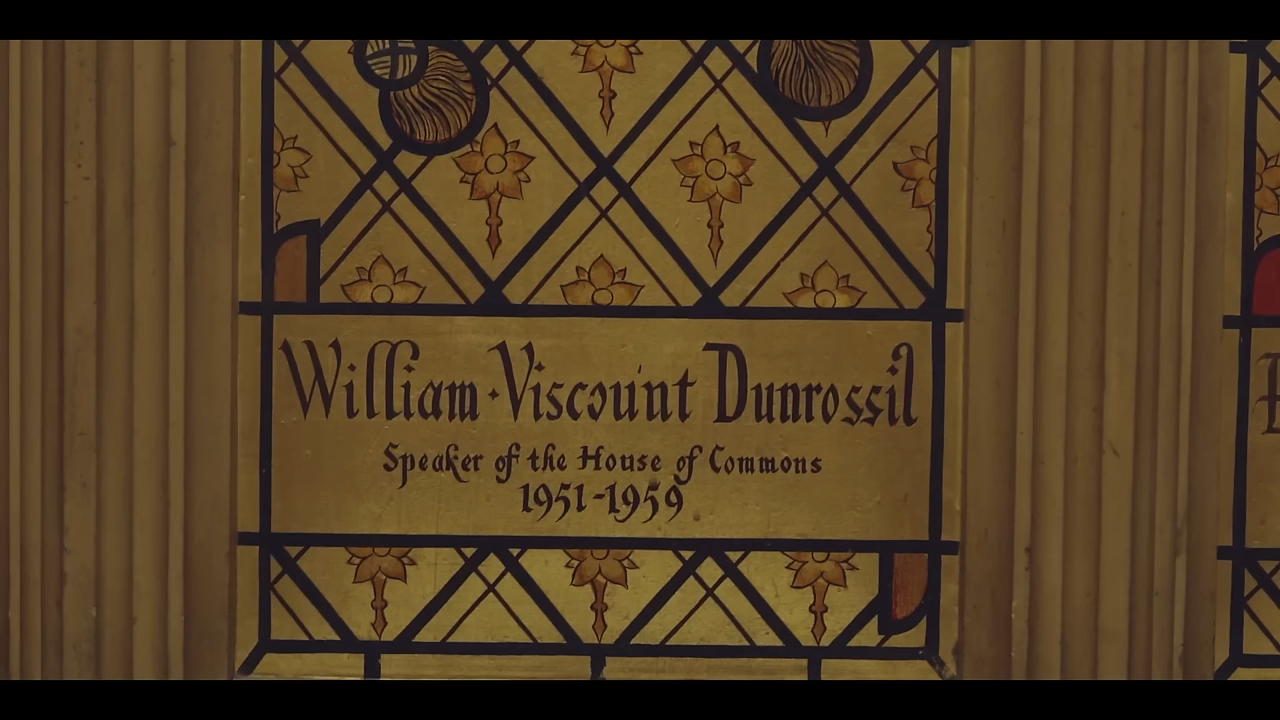 William · Viscount Dunrossil
Speaker of the House of Commons
1951-1959